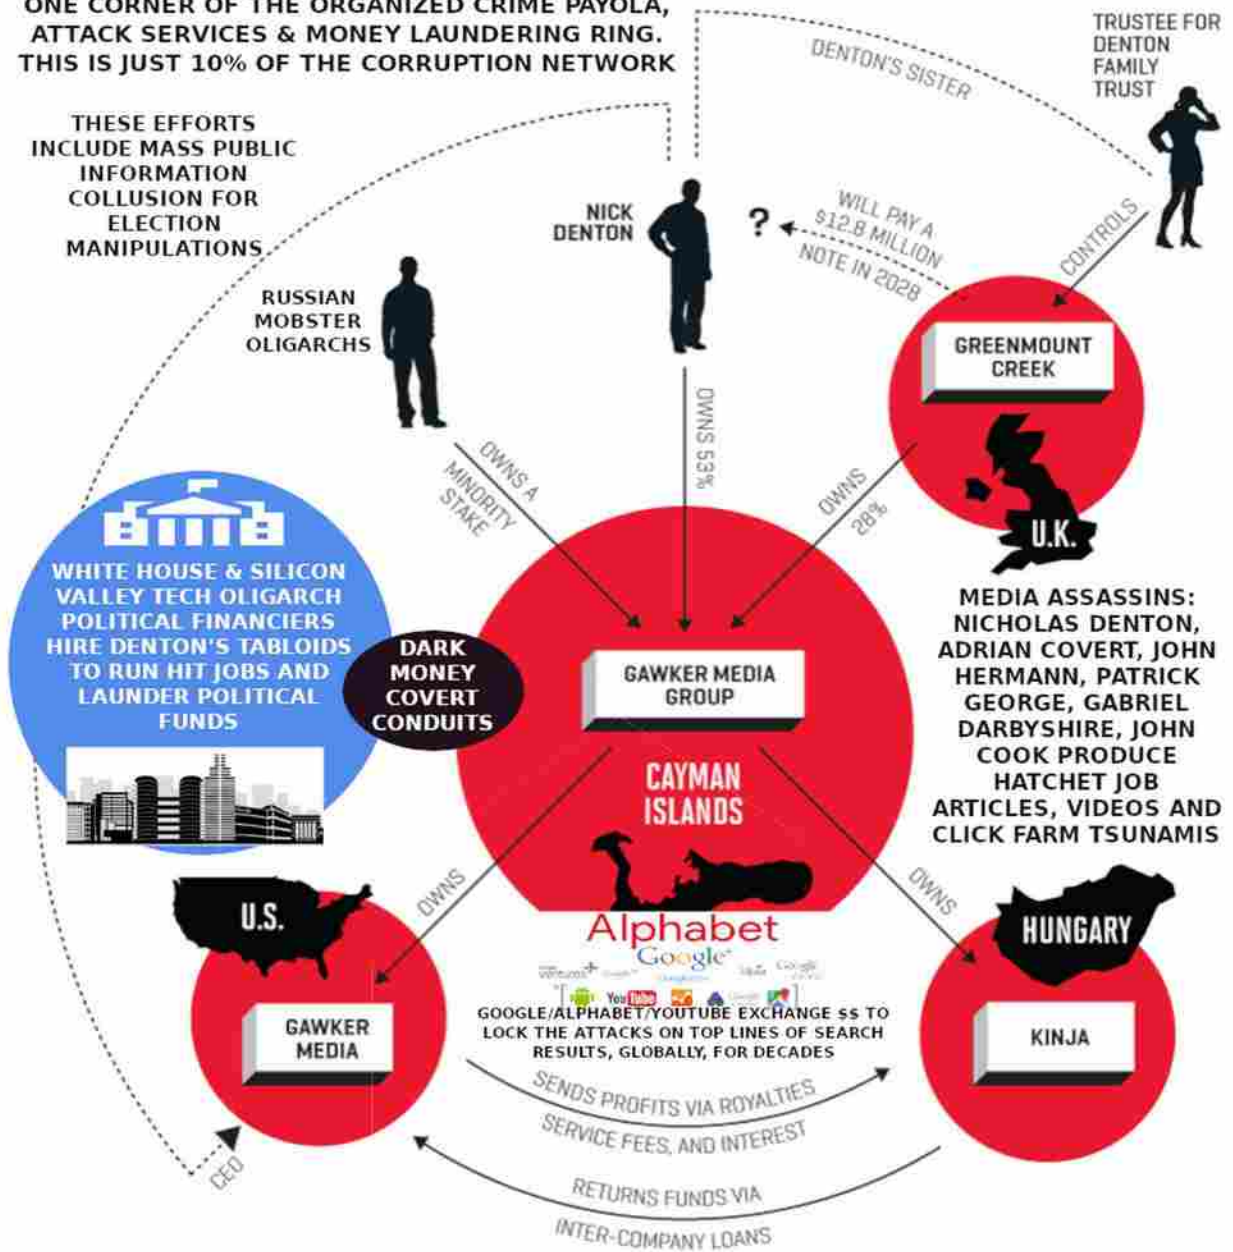 ONE CORNER OF THE ORGANIZED CRIME PAYOLA,
ATTACK SERVICES & MONEY LAUNDERING RING.
THIS IS JUST 10% OF THE CORRUPTION NETWORK
TRUSTEE FOR
DENTON
FAMILY
TRUST
DENTON'S SISTER
THESE EFFORTS
INCLUDE MASS PUBLIC
INFORMATION
COLLUSION FOR
ELECTION
MANIPULATIONS
NICK
DENTON
?
WILL PAY A
$12.8 MILLION
NOTE IN 2028
CONTROLS
RUSSIAN
MOBSTER
OLIGARCHS
GREENMOUNT
CREEK
U.K.
OWNS A
MINORITY
STAKE
OWNS 53%
OWNS
28%
WHITE HOUSE & SILICON
VALLEY TECH OLIGARCH
POLITICAL FINANCIERS
HIRE DENTON'S TABLOIDS
TO RUN HIT JOBS AND
LAUNDER POLITICAL
FUNDS
DARK
MONEY
COVERT
CONDUITS
GAWKER MEDIA
GROUP
CAYMAN
ISLANDS
MEDIA ASSASSINS:
NICHOLAS DENTON,
ADRIAN COVERT, JOHN
HERMANN, PATRICK
GEORGE, GABRIEL
DARBYSHIRE, JOHN
COOK PRODUCE
HATCHET JOB
ARTICLES, VIDEOS AND
CLICK FARM TSUNAMIS
OWNS
OWNS
U.S.
HUNGARY
Alphabet
Google
YouTube
GOOGLE/ALPHABET/YOUTUBE EXCHANGE $$ TO
LOCK THE ATTACKS ON TOP LINES OF SEARCH
RESULTS, GLOBALLY, FOR DECADES
GAWKER
MEDIA
KINJA
SENDS PROFITS VIA ROYALTIES
SERVICE FEES, AND INTEREST
CEO
RETURNS FUNDS VIA
INTER-COMPANY LOANS